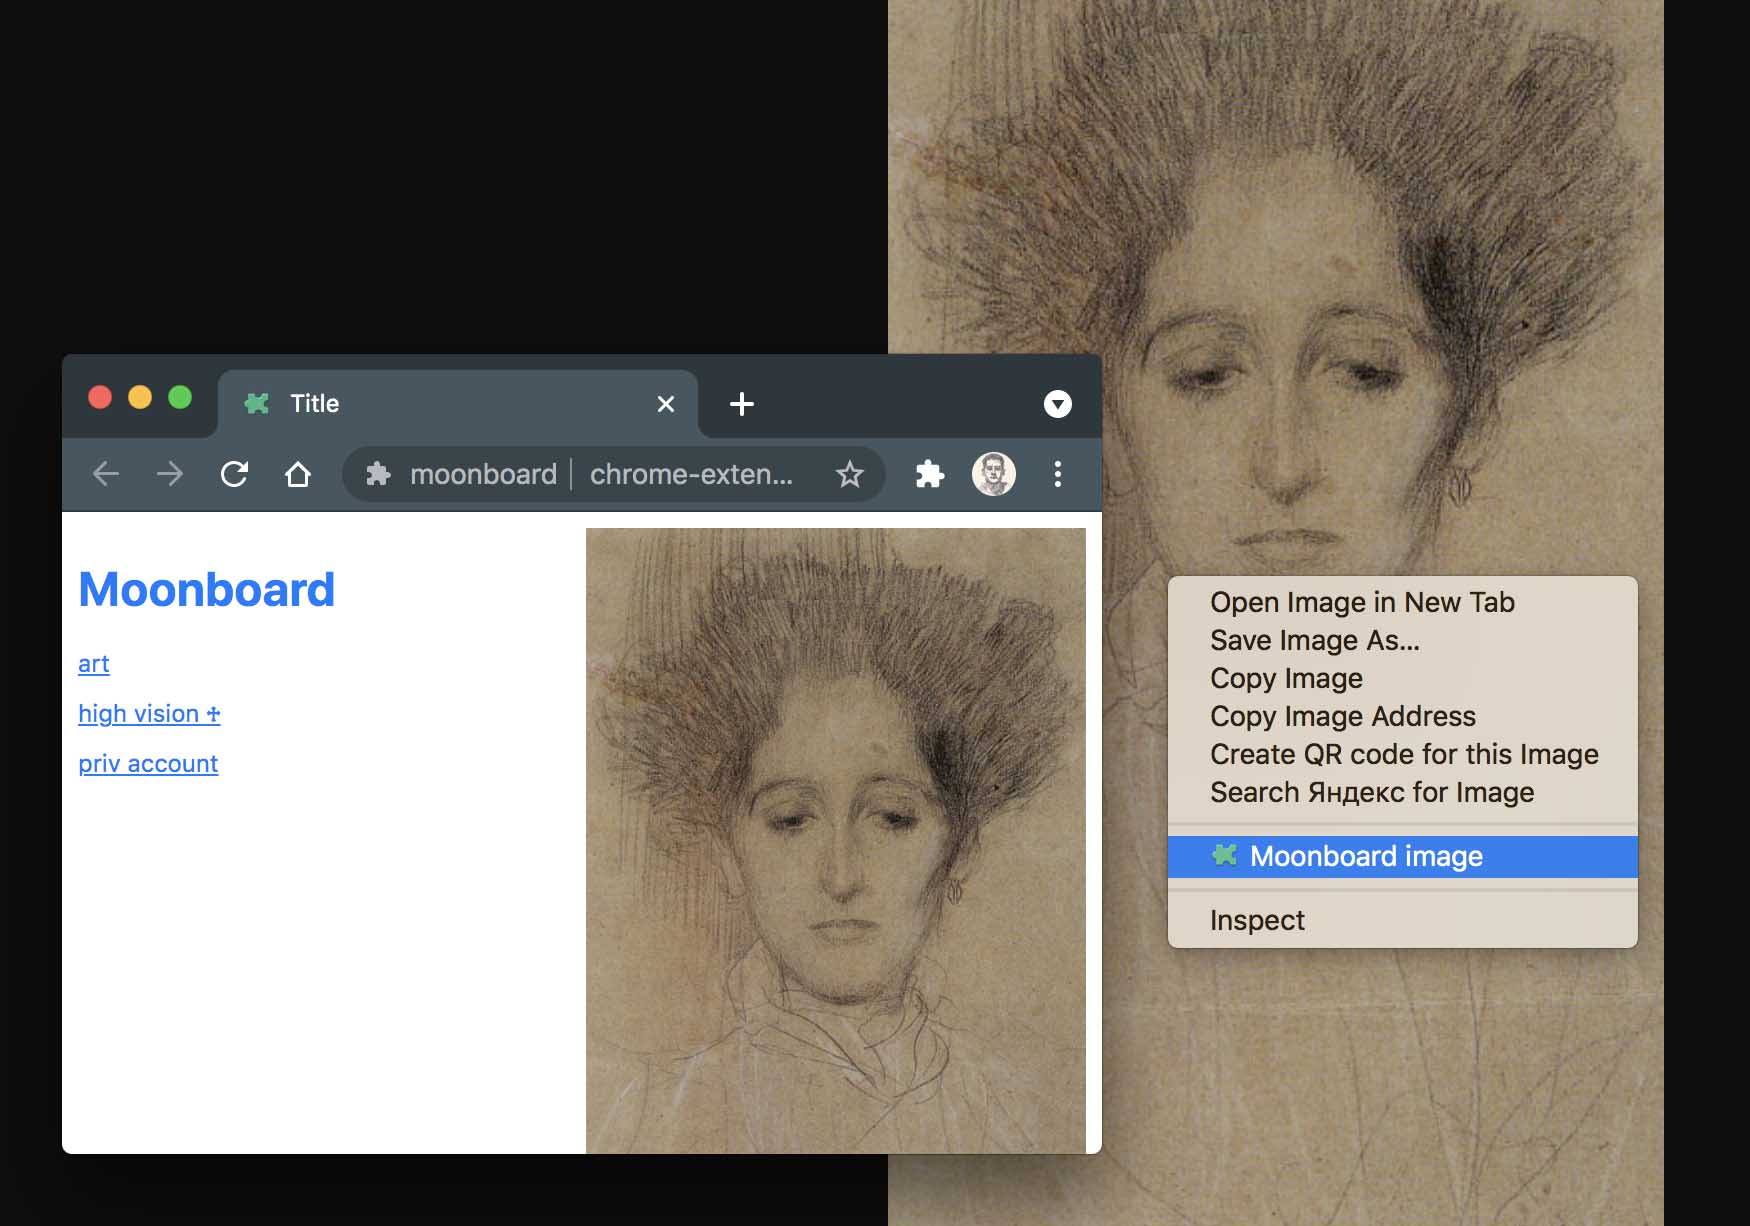 Title
moonboard | chrome-exten...
Moonboard
art
high vision ♰
priv account
Open Image in New Tab
Save Image As...
Copy Image
Copy Image Address
Create QR code for this Image
Search Яндекс for Image
Moonboard image
Inspect